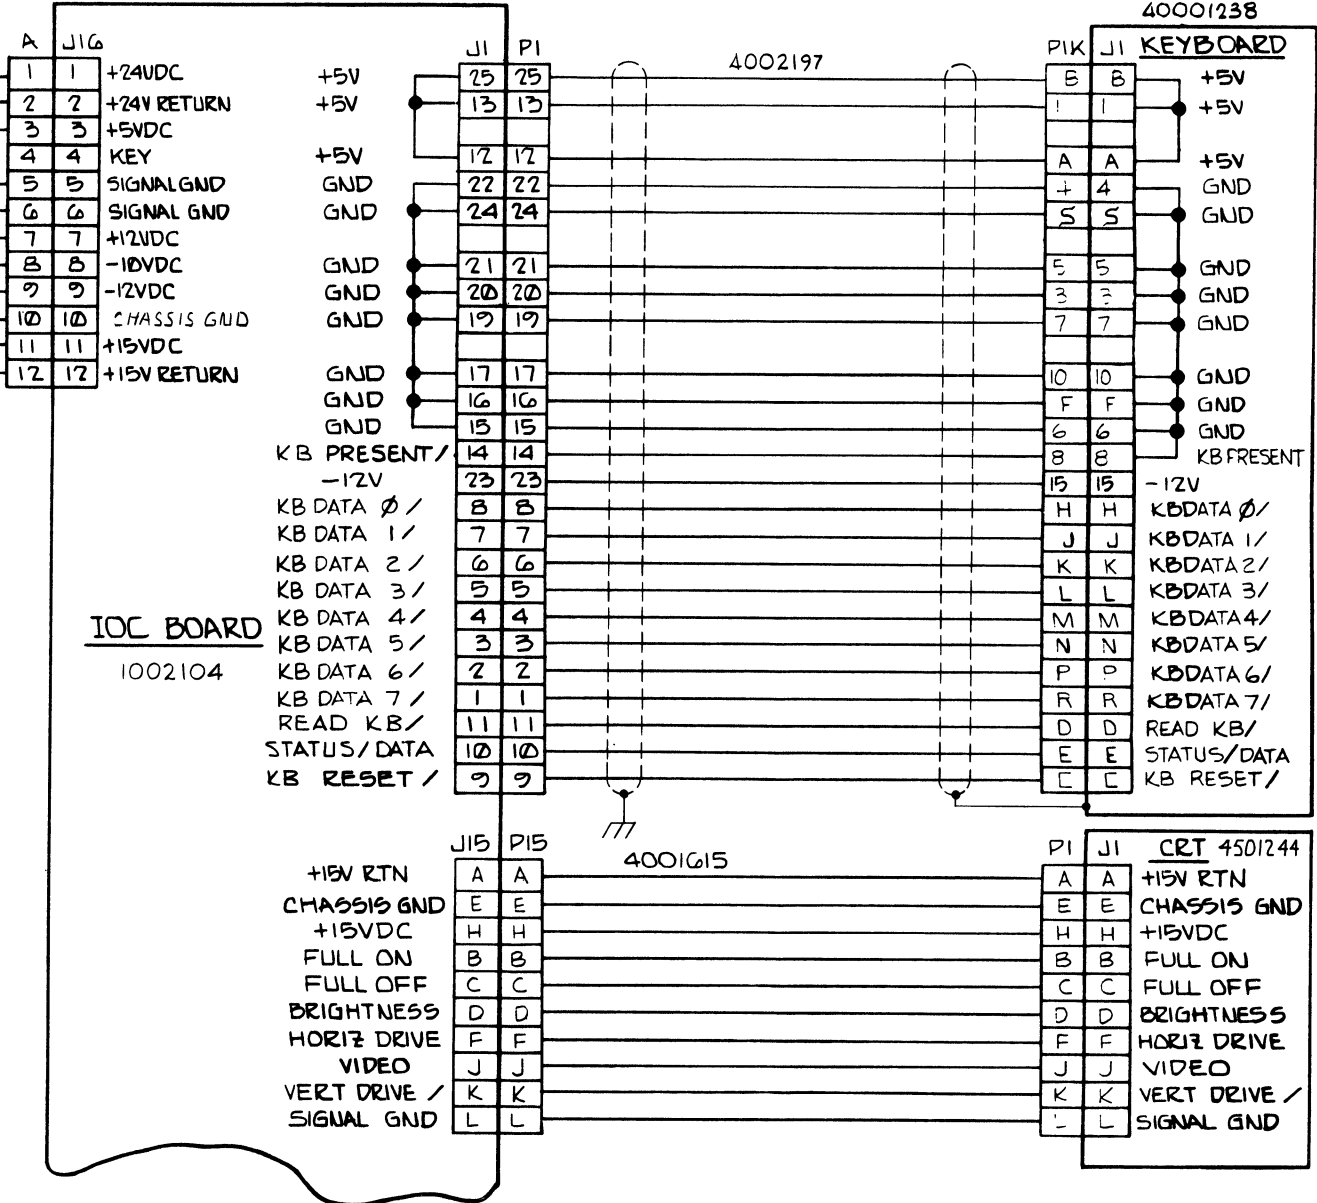 40001238
A J16
J1 P1
4002197
P1K J1 KEYBOARD
1 1 +24VDC +5V 25 25 B B +5V
2 2 +24V RETURN +5V 13 13 1 1 +5V
3 3 +5VDC
4 4 KEY +5V 12 12 A A +5V
5 5 SIGNAL GND GND 22 22 4 4 GND
6 6 SIGNAL GND GND 24 24 S S GND
7 7 +12VDC
8 8 -10VDC GND 21 21 5 5 GND
9 9 -12VDC GND 20 20 3 3 GND
10 10 CHASSIS GND GND 19 19 7 7 GND
11 11 +15VDC
12 12 +15V RETURN GND 17 17 10 10 GND
GND 16 16 F F GND
GND 15 15 6 6 GND
KB PRESENT/ 14 14 8 8 KB PRESENT
-12V 23 23 15 15 -12V
KB DATA Ø/ 8 8 H H KBDATA Ø/
KB DATA 1/ 7 7 J J KBDATA 1/
KB DATA 2/ 6 6 K K KBDATA 2/
KB DATA 3/ 5 5 L L KBDATA 3/
KB DATA 4/ 4 4 M M KBDATA 4/
IOC BOARD KB DATA 5/ 3 3 N N KBDATA 5/
1002104 KB DATA 6/ 2 2 P P KBDATA 6/
KB DATA 7/ 1 1 R R KBDATA 7/
READ KB/ 11 11 D D READ KB/
STATUS/DATA 10 10 E E STATUS/DATA
KB RESET/ 9 9 C C KB RESET/
J15 P15 4001615 P1 J1 CRT 4501244
+15V RTN A A A A +15V RTN
CHASSIS GND E E E E CHASSIS GND
+15VDC H H H H +15VDC
FULL ON B B B B FULL ON
FULL OFF C C C C FULL OFF
BRIGHTNESS D D D D BRIGHTNESS
HORIZ DRIVE F F F F HORIZ DRIVE
VIDEO J J J J VIDEO
VERT DRIVE/ K K K K VERT DRIVE/
SIGNAL GND L L L L SIGNAL GND